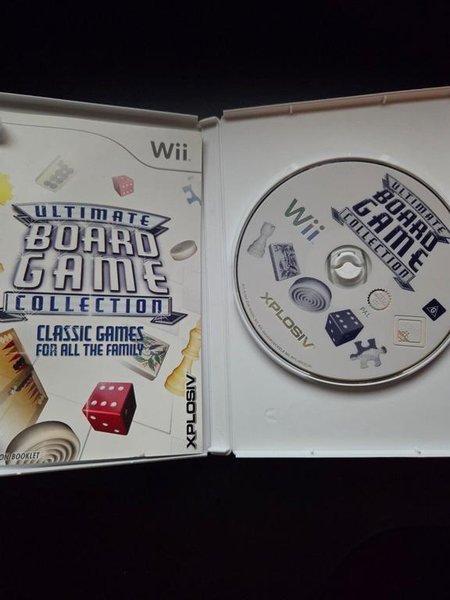 Wii
ULTIMATE
BOARD
GAME
COLLECTION
CLASSIC GAMES
FOR ALL THE FAMILY
XPLOSIV
ON BOOKLET
Wii
ULTIMATE
BOARD
GAME
COLLECTION
PAL
XPLOSIV